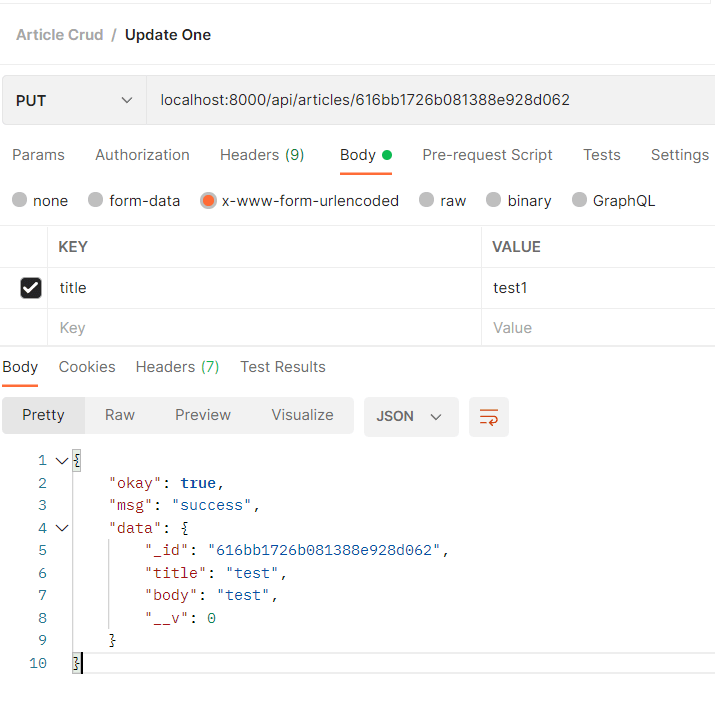 Article Crud / Update One
PUT localhost:8000/api/articles/616bb1726b081388e928d062
Params Authorization Headers (9) Body Pre-request Script Tests Settings
none form-data x-www-form-urlencoded raw binary GraphQL
KEY VALUE
title test1
Key Value
Body Cookies Headers (7) Test Results
Pretty Raw Preview Visualize JSON
1 {
2 "okay": true,
3 "msg": "success",
4 "data": {
5 "_id": "616bb1726b081388e928d062",
6 "title": "test",
7 "body": "test",
8 "__v": 0
9 }
10 }